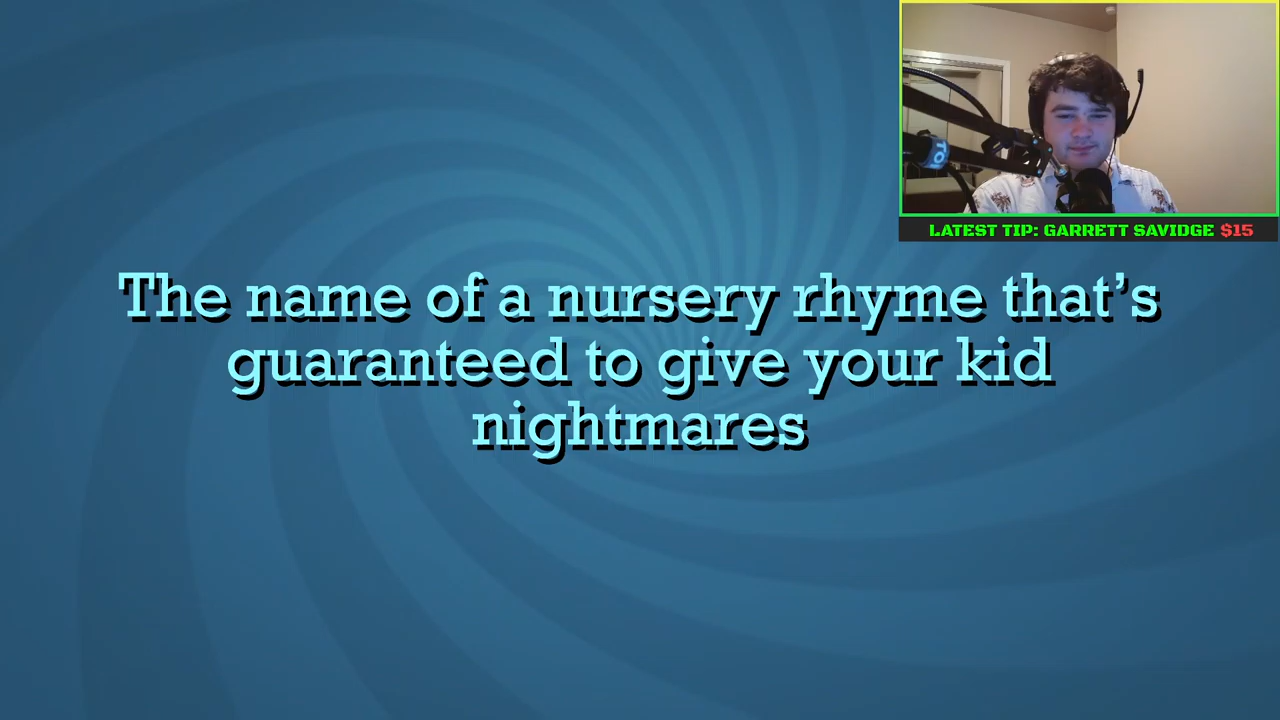 LATEST TIP: GARRETT SAVIDGE $15
The name of a nursery rhyme that’s
guaranteed to give your kid
nightmares